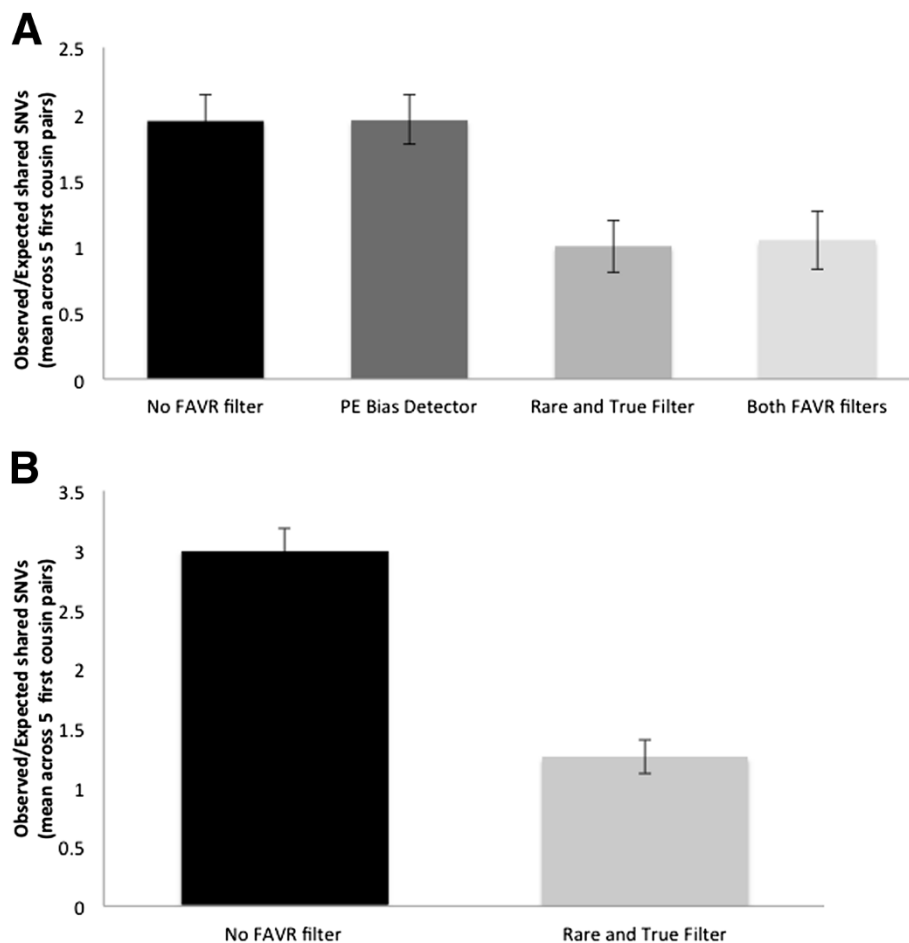 A
Observed/Expected shared SNVs
(mean across 5 first cousin pairs)
2.5
2
1.5
1
0.5
0
No FAVR filter
PE Bias Detector
Rare and True Filter
Both FAVR filters
B
Observed/Expected shared SNVs
(mean across 5 first cousin pairs)
3.5
3
2.5
2
1.5
1
0.5
0
No FAVR filter
Rare and True Filter